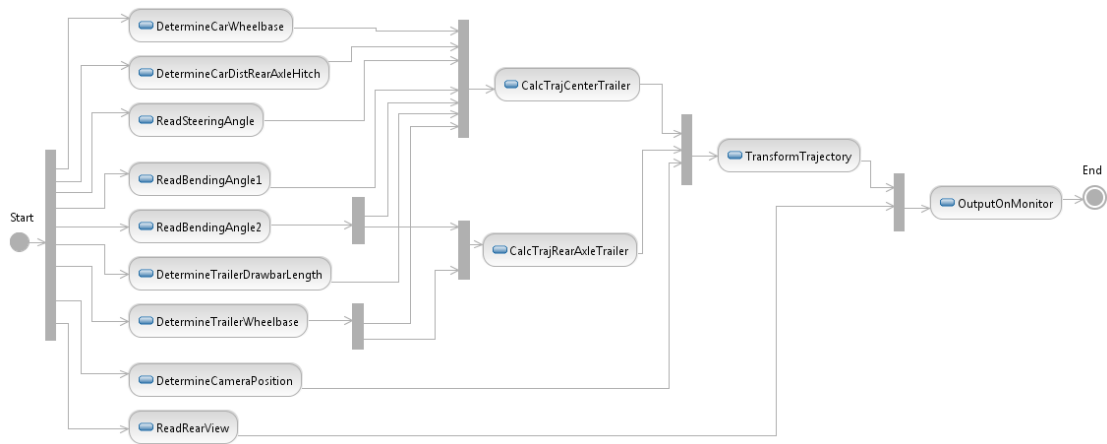 Start
DetermineCarWheelbase
DetermineCarDistRearAxleHitch
ReadSteeringAngle
ReadBendingAngle1
ReadBendingAngle2
DetermineTrailerDrawbarLength
DetermineTrailerWheelbase
DetermineCameraPosition
ReadRearView
CalcTrajCenterTrailer
CalcTrajRearAxleTrailer
TransformTrajectory
OutputOnMonitor
End